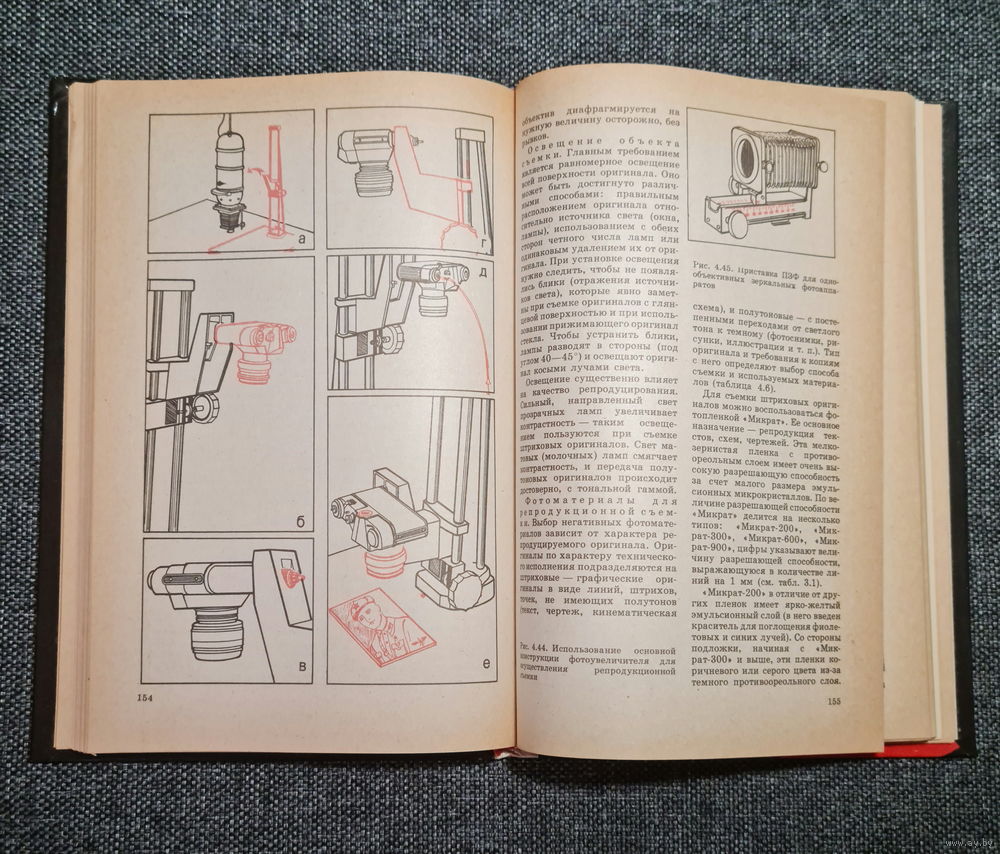 а
г
д
б
в
е
154
объектив диафрагмируется на
нужную величину осторожно, без
рывков.
Освещение объекта
съемки. Главным требованием
является равномерное освещение
всей поверхности оригинала. Оно
может быть достигнуто различ-
ными способами: правильным
расположением оригинала отно-
сительно источника света (окна,
лампы), использованием с обеих
сторон четного числа ламп или
одинаковым удалением их от ори-
гинала. При установке освещения
нужно следить, чтобы не появля-
лись блики (отражения источни-
ков света), которые явно замет-
ны при съемке оригиналов с глян-
цевой поверхностью и при исполь-
зовании прижимающего оригинал
стекла. Чтобы устранить блики,
лампы разводят в стороны (под
углом 40—45°) и освещают ориги-
нал косыми лучами света.
Освещение существенно влияет
на качество репродуцирования.
Сильный, направленный свет
прозрачных ламп увеличивает
контрастность — таким освеще-
нием пользуются при съемке
штриховых оригиналов. Свет ма-
товых (молочных) ламп смягчает
контрастность, и передача полу-
тоновых оригиналов происходит
достоверно, с тональной гаммой.
Фотоматериалы для
репродукционной съем-
ки. Выбор негативных фотомате-
риалов зависит от характера ре-
продуцируемого оригинала. Ори-
гиналы по характеру техническо-
го исполнения подразделяются на
штриховые — графические ори-
гиналы в виде линий, штрихов,
точек, не имеющих полутонов
(текст, чертеж, кинематическая
Рис. 4.44. Использование основной
конструкции фотоувеличителя для
осуществления репродукционной
съемки
Рис. 4.45. Приставка ПЗФ для одно-
объективных зеркальных фотоаппа-
ратов
схема), и полутоновые — с посте-
пенными переходами от светлого
тона к темному (фотоснимки, ри-
сунки, иллюстрации и т. п.). Тип
оригинала и требования к копиям
с него определяют выбор способа
съемки и используемых материа-
лов (таблица 4.6).
Для съемки штриховых ориги-
налов можно воспользоваться фо-
топленкой «Микрат». Ее основное
назначение — репродукция тек-
стов, схем, чертежей. Эта мелко-
зернистая пленка с противо-
ореольным слоем имеет очень вы-
сокую разрешающую способность
за счет малого размера эмуль-
сионных микрокристаллов. По ве-
личине разрешающей способности
«Микрат» делится на несколько
типов: «Микрат-200», «Мик-
рат-300», «Микрат-600», «Мик-
рат-900», цифры указывают вели-
чину разрешающей способности,
выражающуюся в количестве ли-
ний на 1 мм (см. табл. 3.1).
«Микрат-200» в отличие от дру-
гих пленок имеет ярко-желтый
эмульсионный слой (в него введен
краситель для поглощения фиоле-
товых и синих лучей). Со стороны
подложки, начиная с «Мик-
рат-300» и выше, эти пленки ко-
ричневого или серого цвета из-за
темного противоореольного слоя.
155
www.ay.by